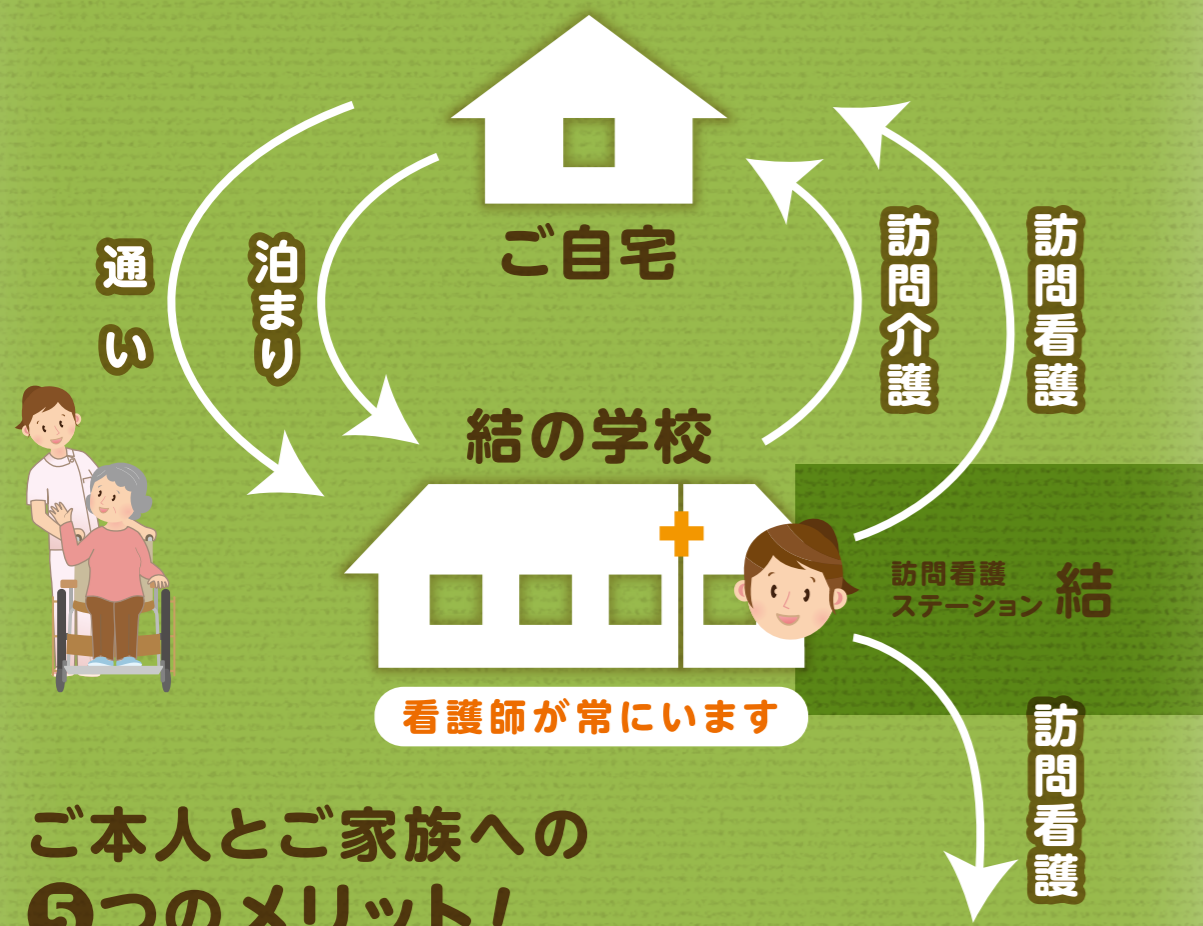 ご自宅
通い
泊まり
訪問介護
訪問看護
結の学校
訪問看護
ステーション 結
看護師が常にいます
訪問看護
ご本人とご家族への
5つのメリット!